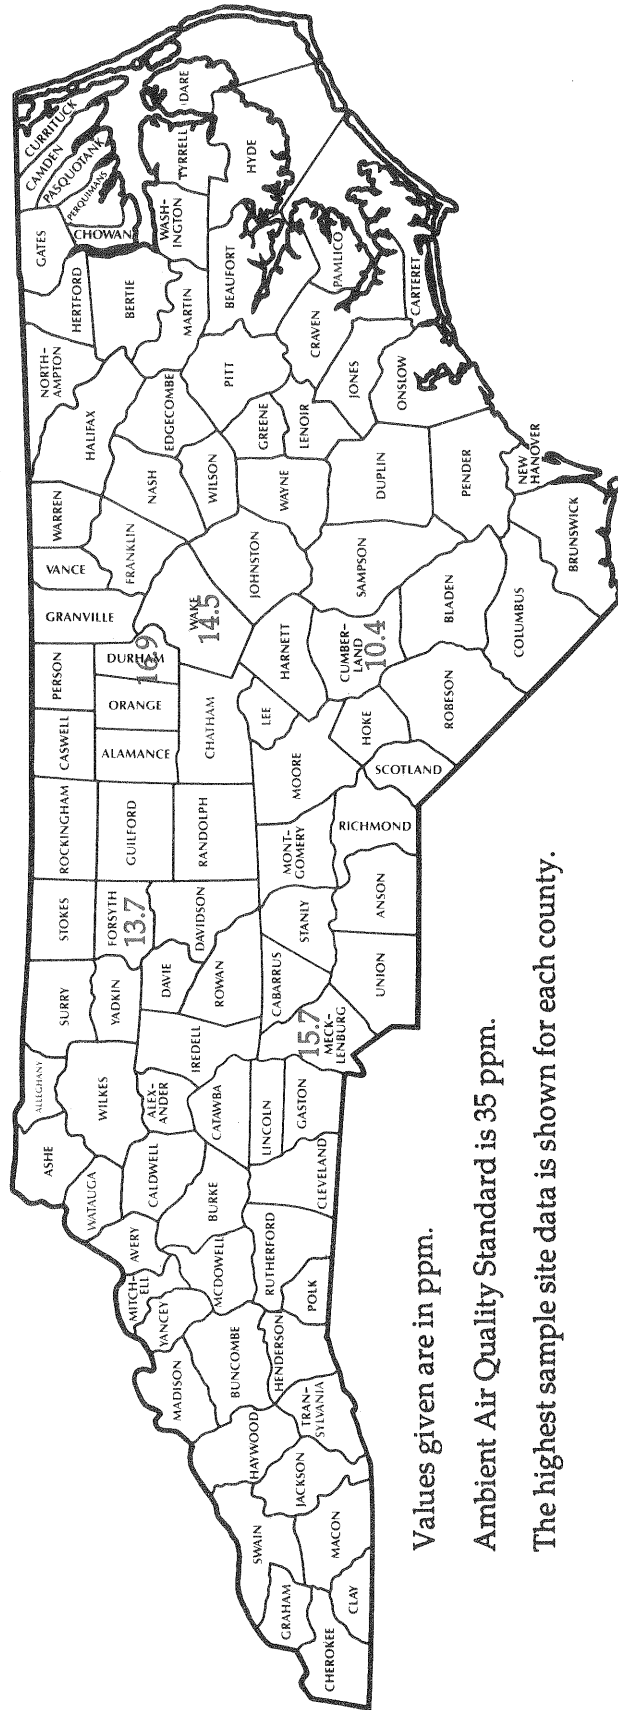 CURRITUCK
CAMDEN
PASQUOTANK
PERQUIMANS
GATES
CHOWAN
HERTFORD
BERTIE
NORTH-
AMPTON
HALIFAX
WARREN
VANCE
GRANVILLE
PERSON
CASWELL
ROCKINGHAM
STOKES
SURRY
ALLEGHANY
ASHE
WATAUGA
WILKES
YADKIN
FORSYTH
13.7
GUILFORD
ALAMANCE
ORANGE
DURHAM
16.9
FRANKLIN
NASH
EDGECOMBE
MARTIN
WASH-
INGTON
TYRRELL
DARE
HYDE
BEAUFORT
PITT
WILSON
WAKE
14.5
CHATHAM
RANDOLPH
DAVIDSON
DAVIE
ROWAN
IREDELL
ALEX-
ANDER
CALDWELL
AVERY
MITCH-
ELL
YANCEY
MADISON
BUNCOMBE
MCDOWELL
BURKE
CATAWBA
LINCOLN
GASTON
CLEVELAND
RUTHERFORD
POLK
HENDERSON
TRAN-
SYLVANIA
HAYWOOD
JACKSON
SWAIN
MACON
GRAHAM
CLAY
CHEROKEE
15.7
MECK-
LENBURG
CABARRUS
STANLY
UNION
ANSON
MONT-
GOMERY
RICHMOND
MOORE
SCOTLAND
HOKE
LEE
HARNETT
CUMBER-
LAND
10.4
ROBESON
JOHNSTON
SAMPSON
BLADEN
COLUMBUS
BRUNSWICK
NEW
HANOVER
PENDER
DUPLIN
WAYNE
GREENE
LENOIR
JONES
ONSLOW
CRAVEN
PAMLICO
CARTERET
Values given are in ppm.
Ambient Air Quality Standard is 35 ppm.
The highest sample site data is shown for each county.